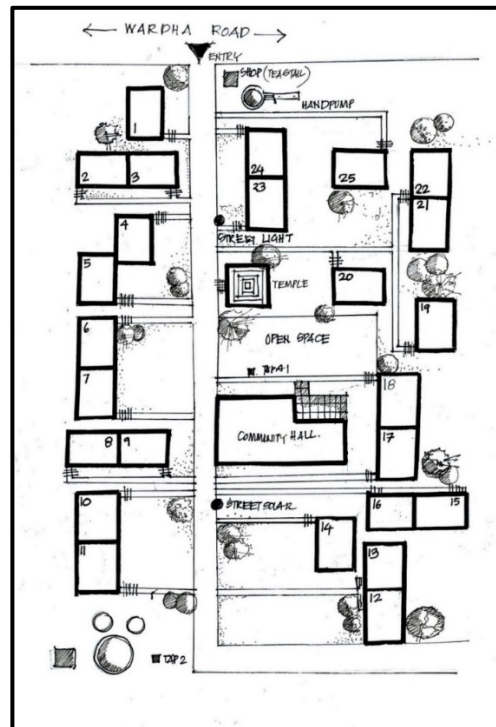 WARDHA ROAD
ENTRY
SHOP (TEA STALL)
HANDPUMP
1
2 3
24
23
25
22
21
4
5
STREET LIGHT
TEMPLE
20
19
6
7
OPEN SPACE
TAP 1
18
17
COMMUNITY HALL.
8 9
10
11
STREET SOLAR
14
16 15
13
12
TAP 2